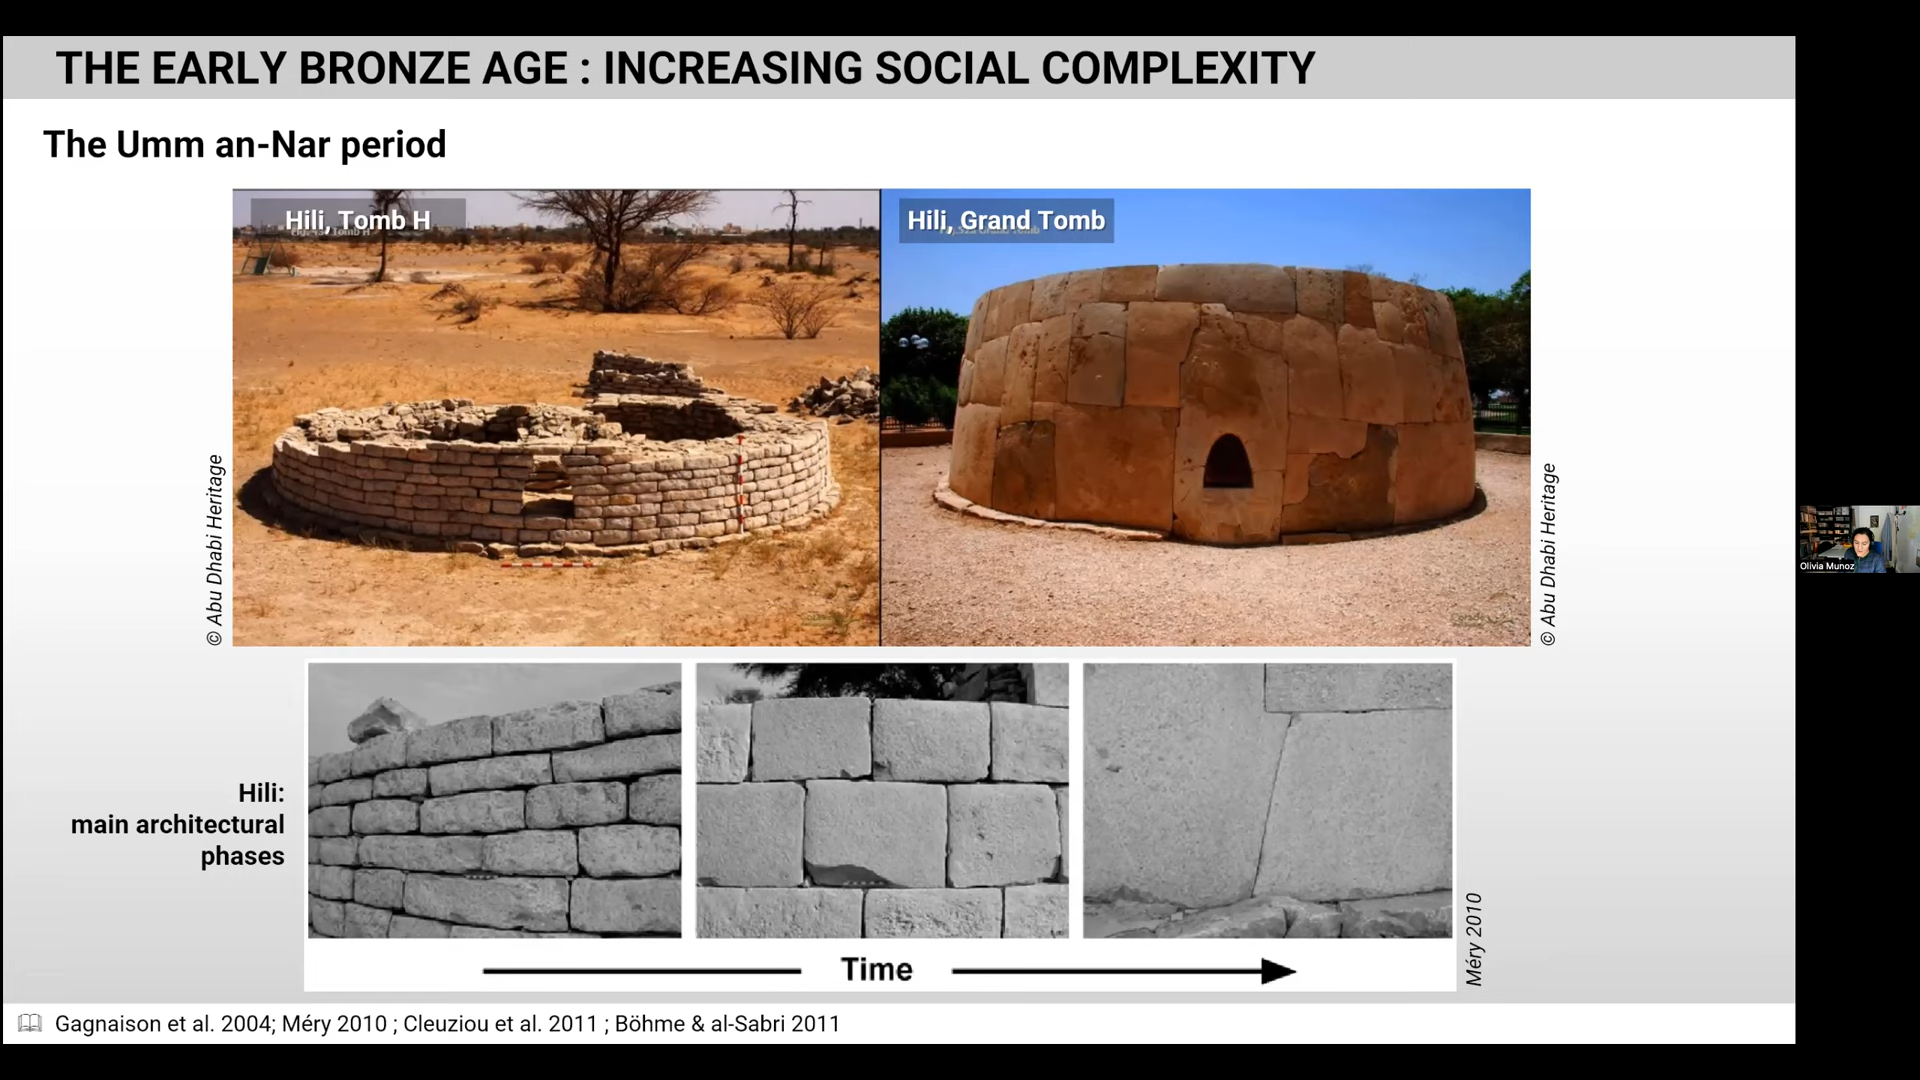 THE EARLY BRONZE AGE : INCREASING SOCIAL COMPLEXITY
The Umm an-Nar period
Hili, Tomb H
Hili, Grand Tomb
© Abu Dhabi Heritage
© Abu Dhabi Heritage
Olivia Munoz
Hili:
main architectural
phases
Time
Méry 2010
Gagnaison et al. 2004; Méry 2010 ; Cleuziou et al. 2011 ; Böhme & al-Sabri 2011